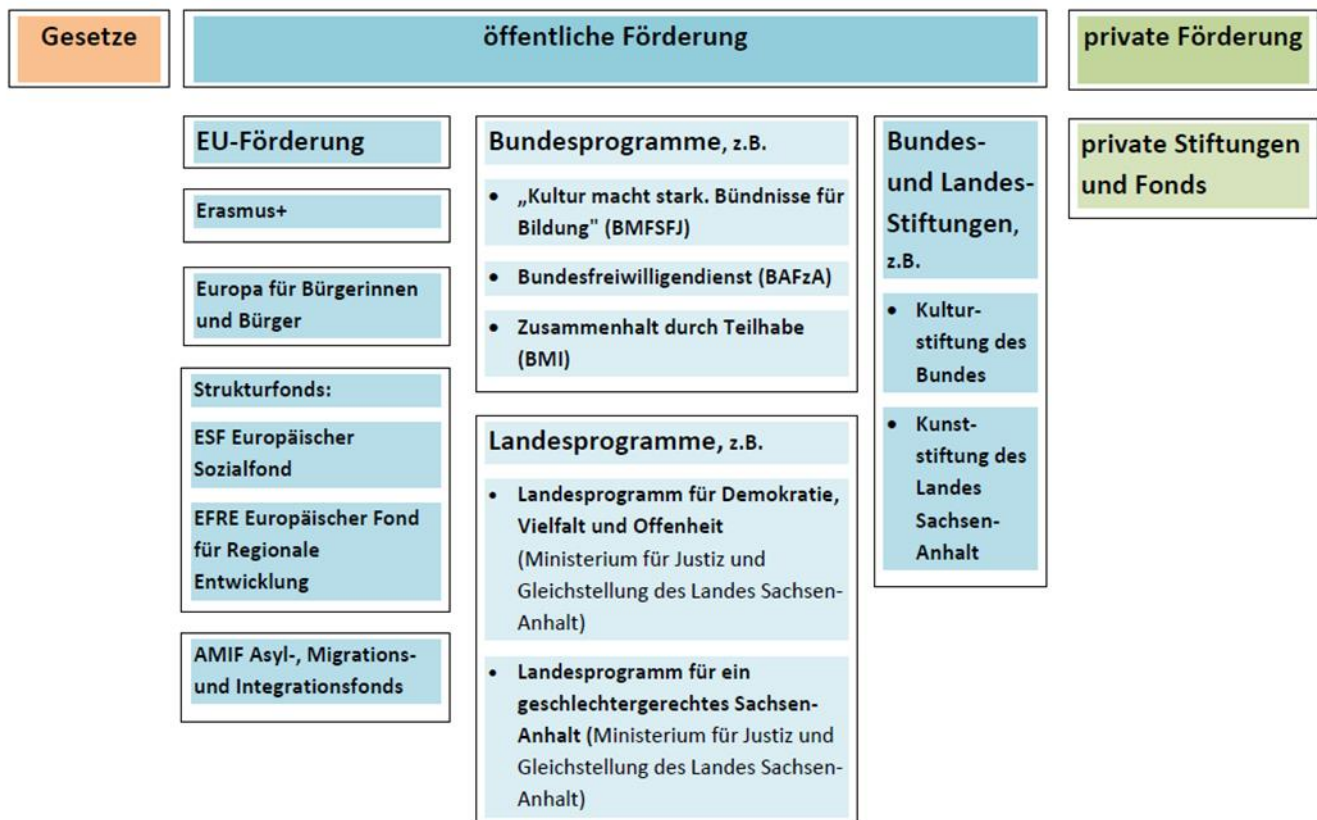 Gesetze
öffentliche Förderung
private Förderung
EU-Förderung
Erasmus+
Europa für Bürgerinnen
und Bürger
Strukturfonds:
ESF Europäischer
Sozialfond
EFRE Europäischer Fond
für Regionale
Entwicklung
AMIF Asyl-, Migrations-
und Integrationsfonds
Bundesprogramme, z.B.
• „Kultur macht stark. Bündnisse für
Bildung" (BMFSFJ)
• Bundesfreiwilligendienst (BAFzA)
• Zusammenhalt durch Teilhabe
(BMI)
Landesprogramme, z.B.
• Landesprogramm für Demokratie,
Vielfalt und Offenheit
(Ministerium für Justiz und
Gleichstellung des Landes Sachsen-
Anhalt)
• Landesprogramm für ein
geschlechtergerechtes Sachsen-
Anhalt (Ministerium für Justiz und
Gleichstellung des Landes Sachsen-
Anhalt)
Bundes-
und Landes-
Stiftungen,
z.B.
• Kultur-
stiftung des
Bundes
• Kunst-
stiftung des
Landes
Sachsen-
Anhalt
private Stiftungen
und Fonds